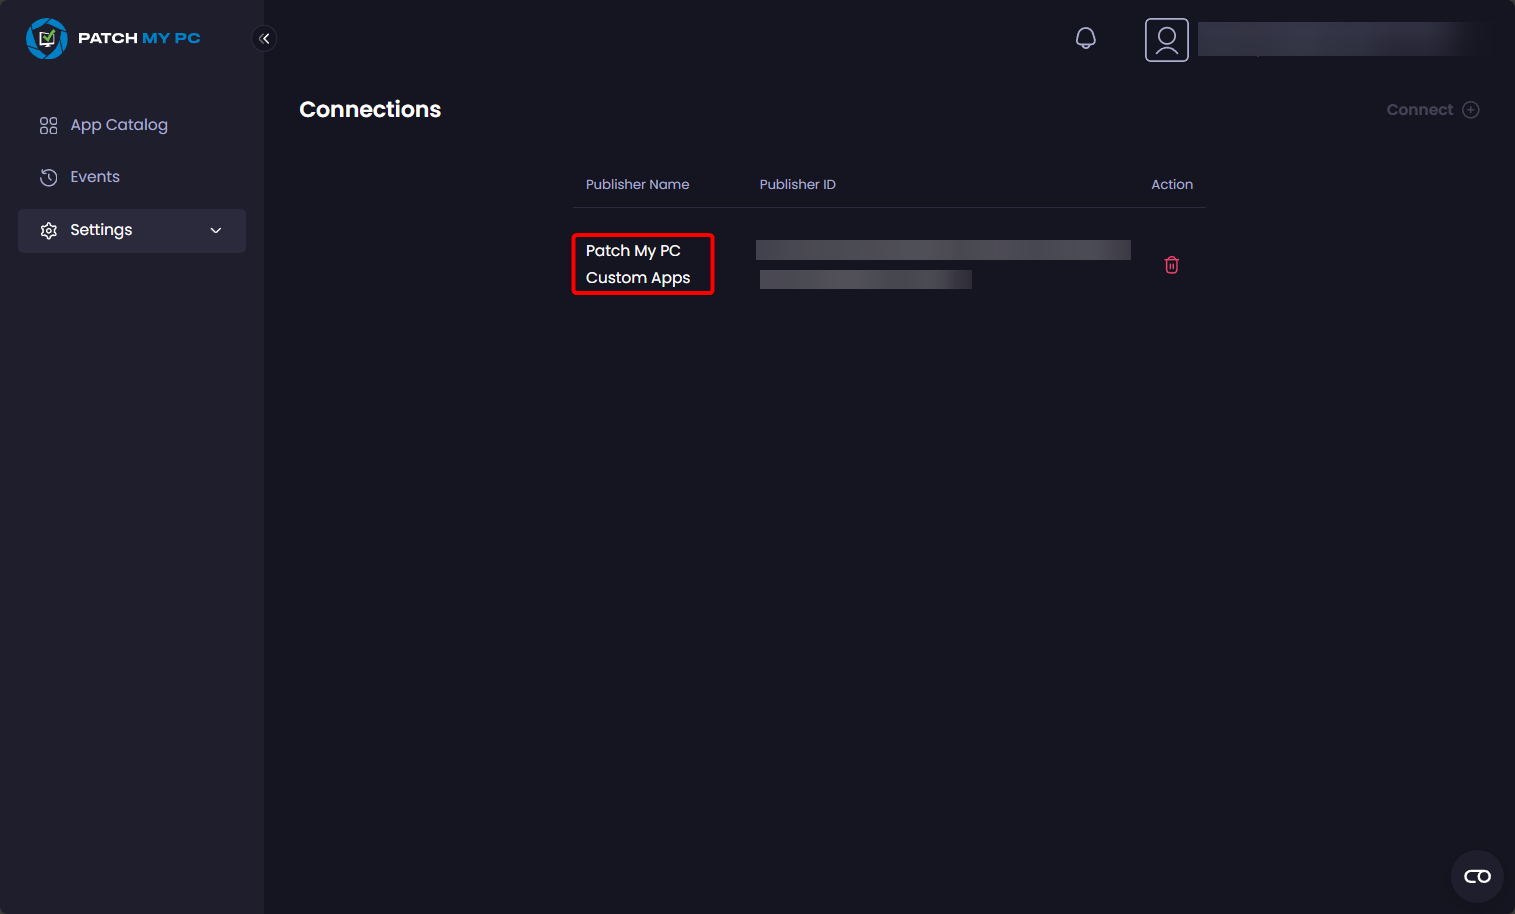 PATCH MY PC
App Catalog
Events
Settings
Connections
Connect
Publisher Name
Publisher ID
Action
Patch My PC
Custom Apps